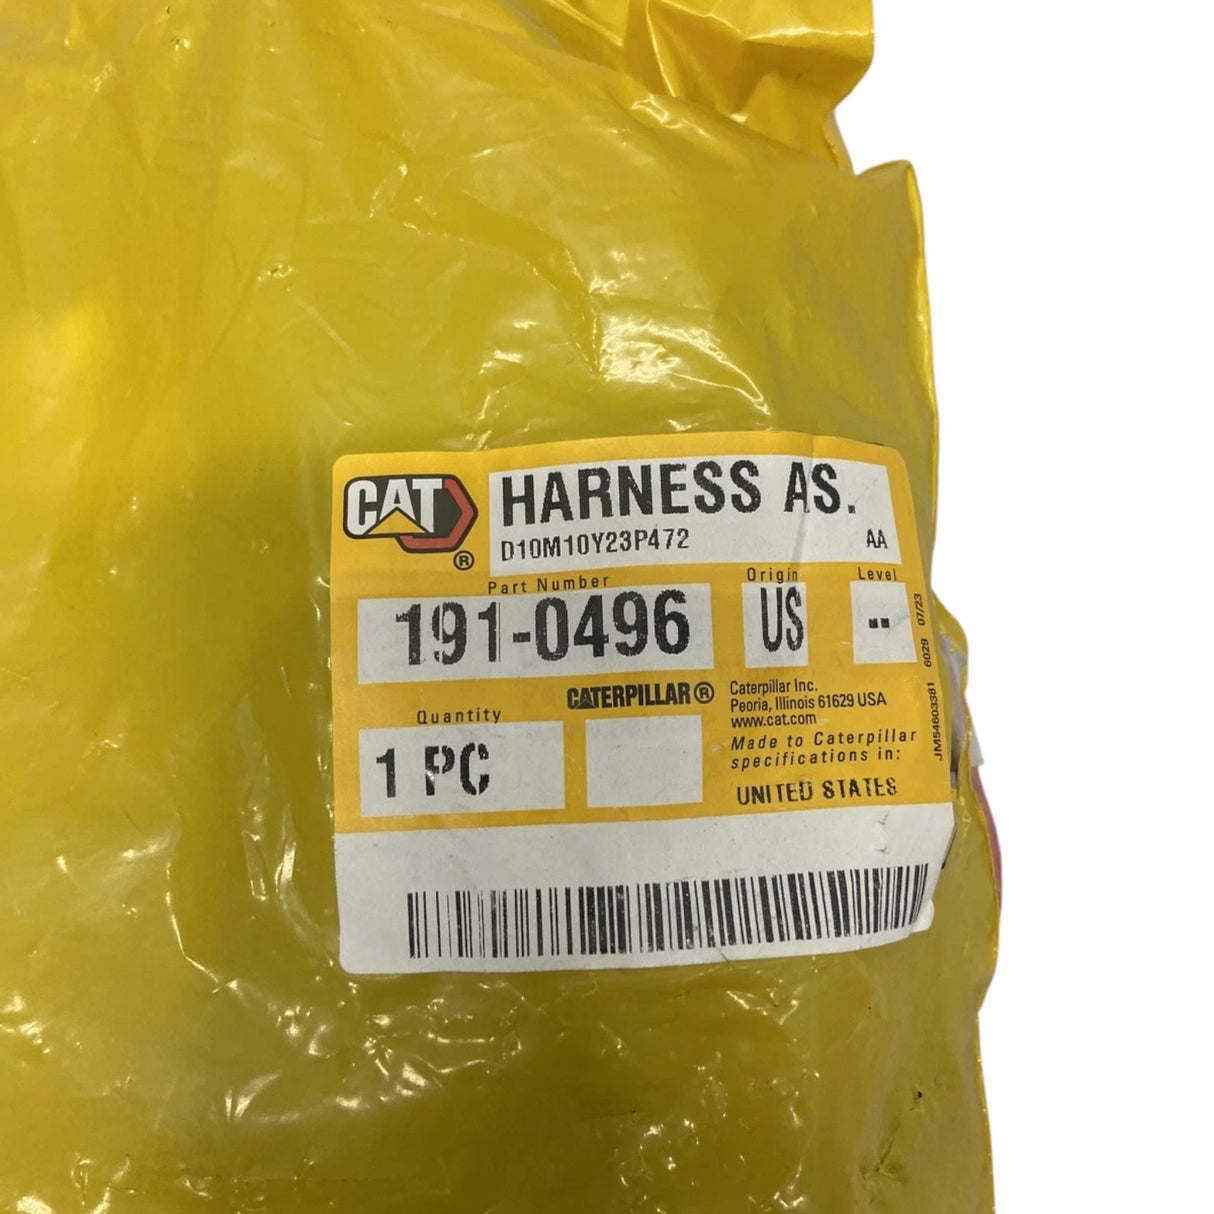 CAT ®
HARNESS AS.
D10M10Y23P472 AA
Part Number
191-0496
Origin
US
Level
--
Quantity
1 PC
CATERPILLAR®
Caterpillar Inc.
Peoria, Illinois 61629 USA
www.cat.com
Made to Caterpillar
specifications in:
UNITED STATES
JM54603381 6029 07/23